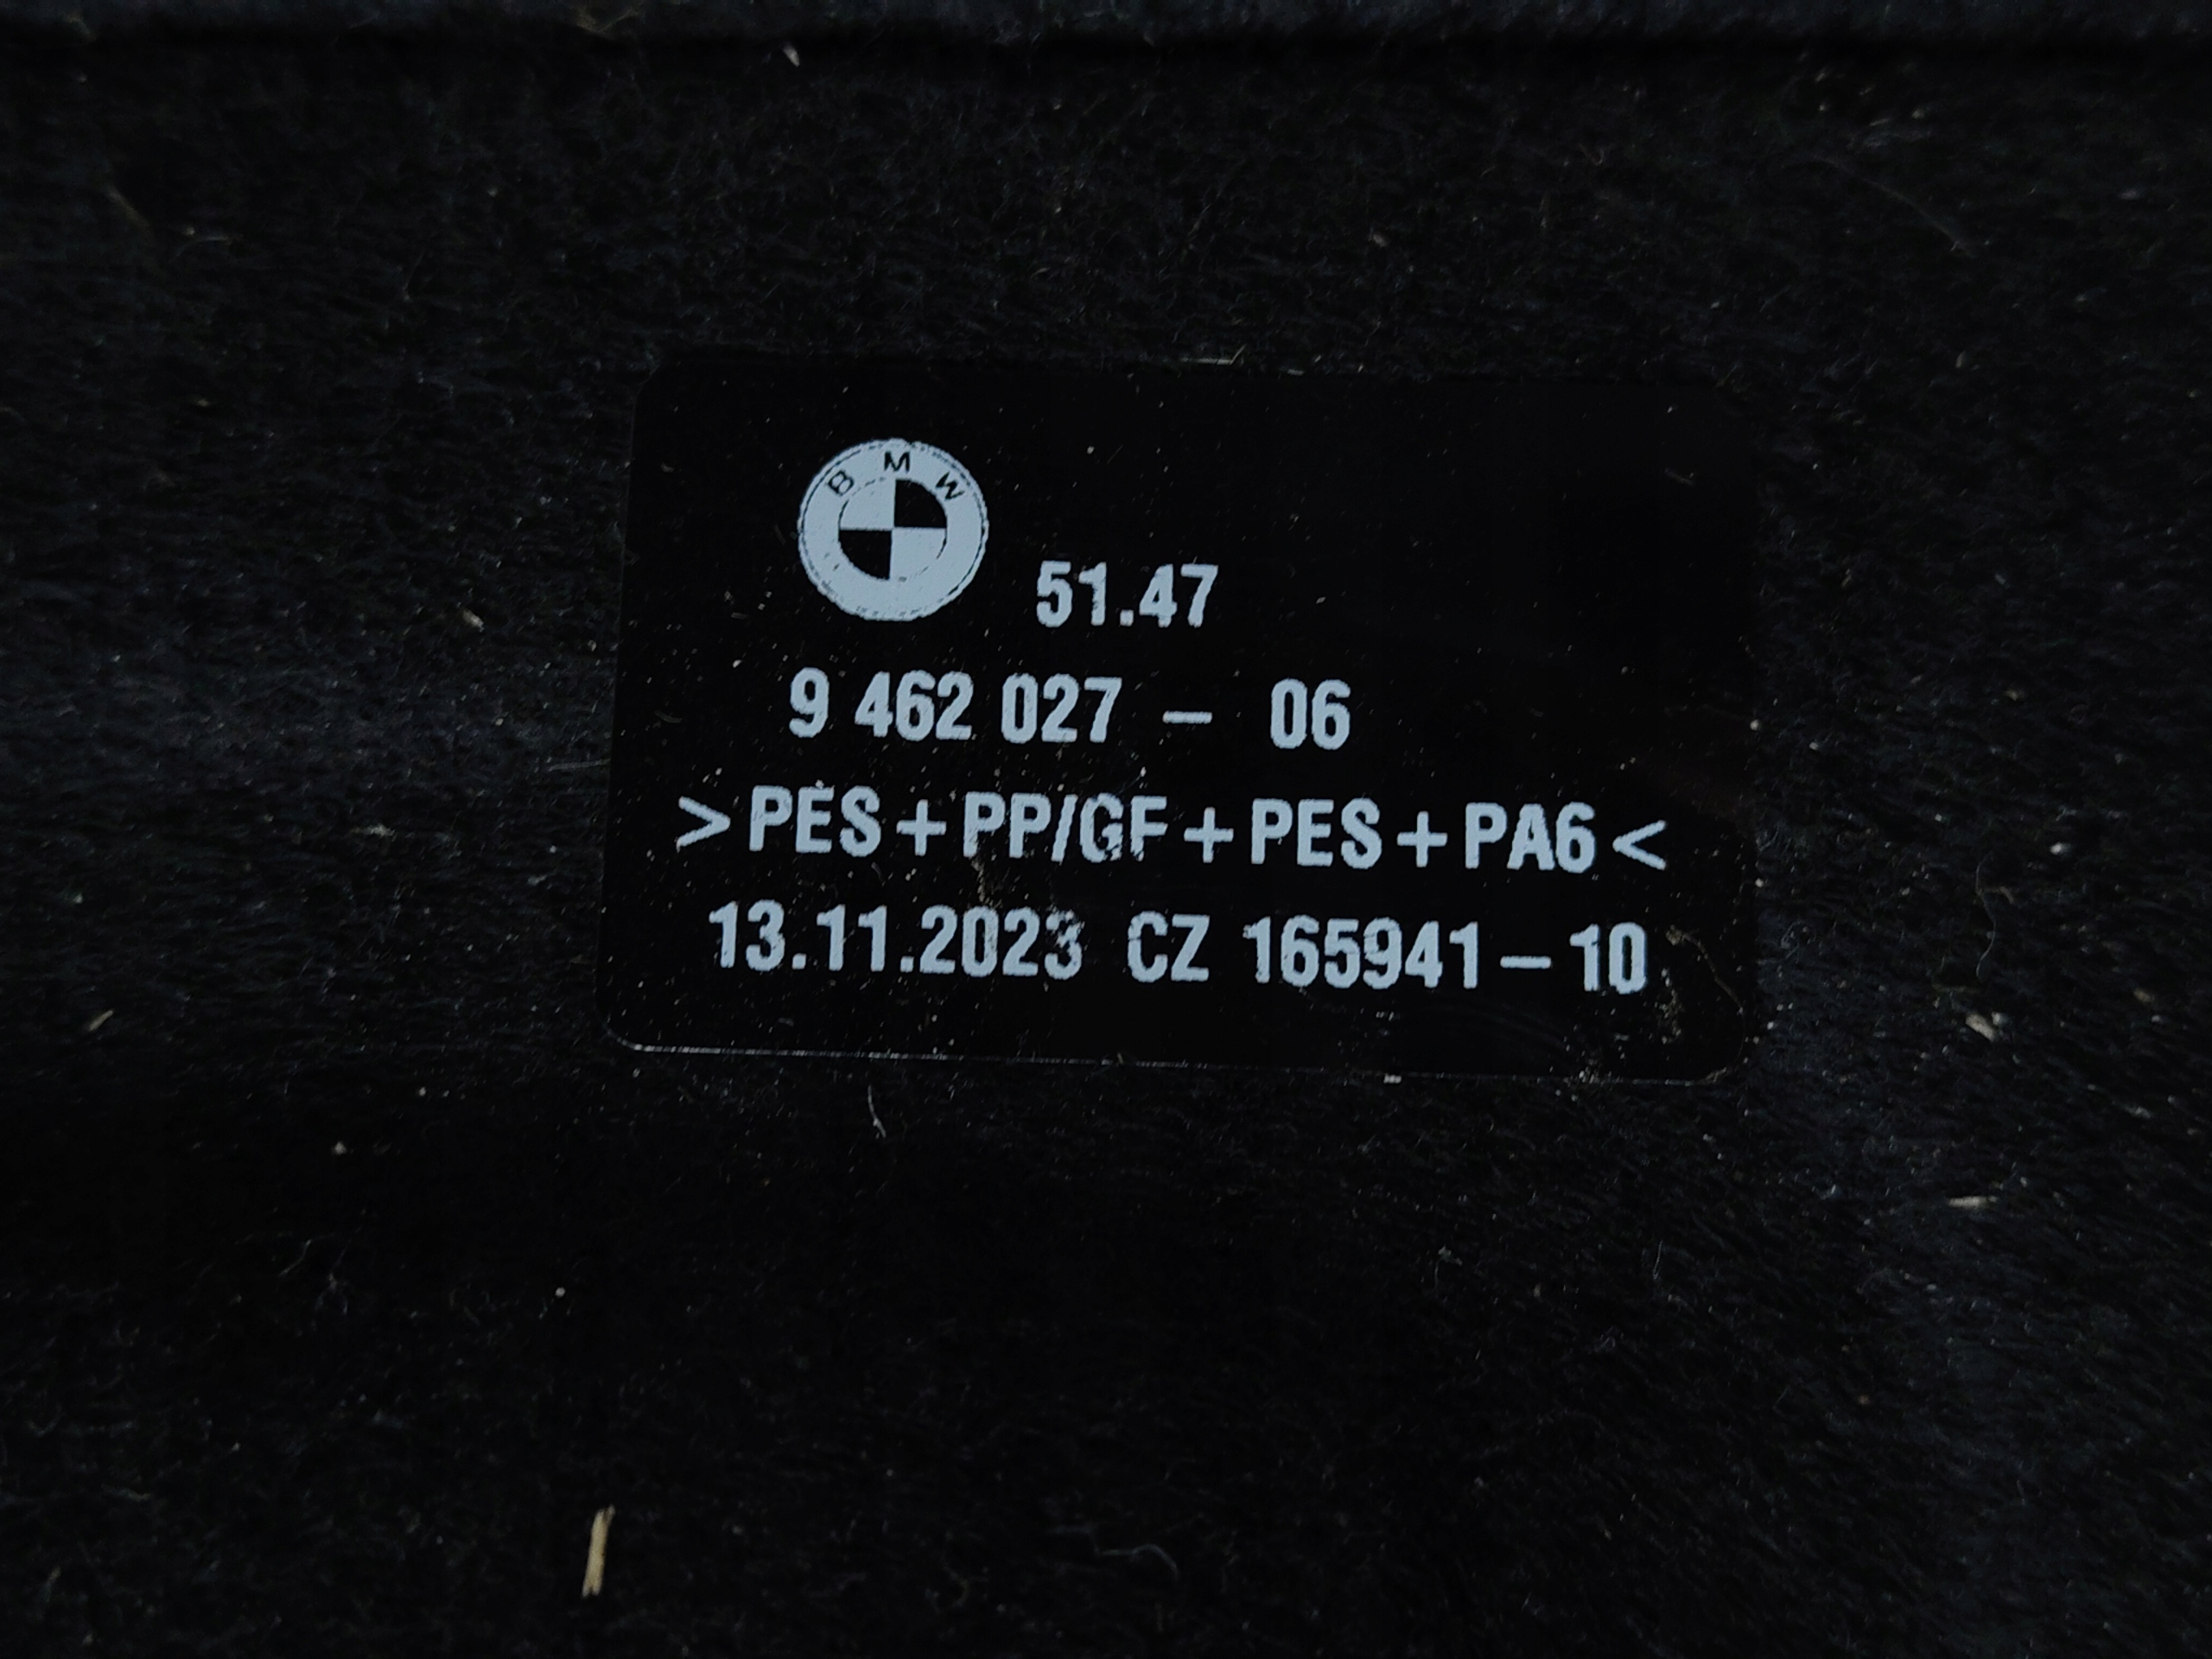 BMW
51.47
9 462 027 - 06
>PES+PP/GF+PES+PA6<
13.11.2023 CZ 165941-10